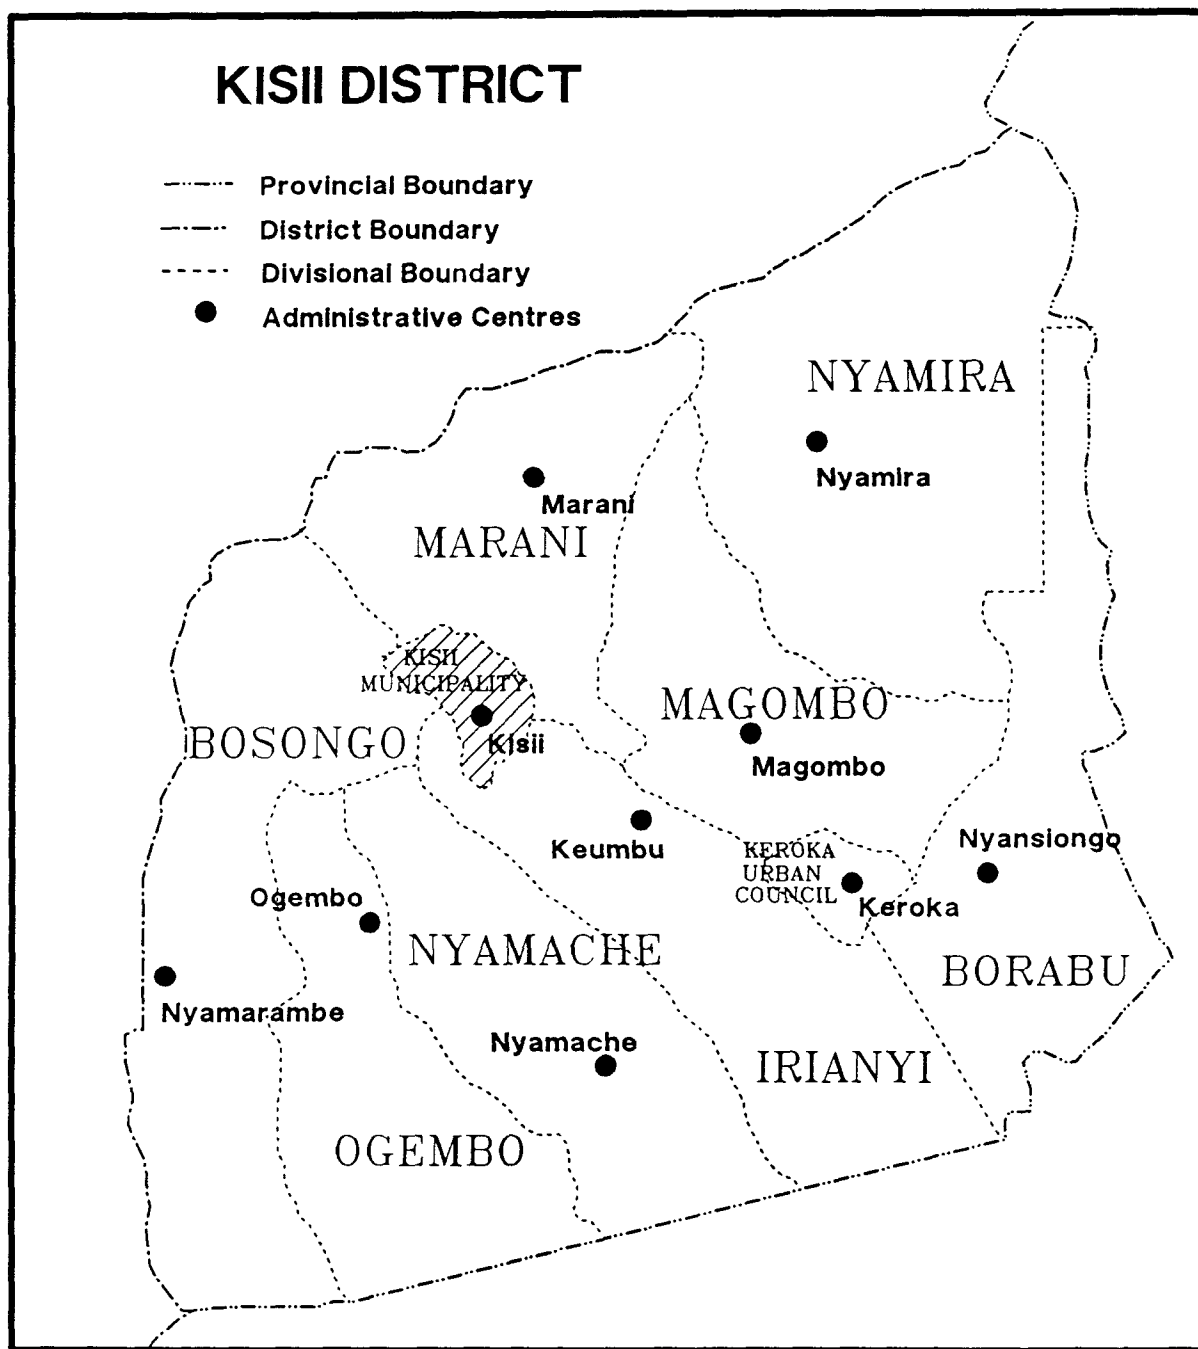 KISII DISTRICT
Provincial Boundary
District Boundary
Divisional Boundary
Administrative Centres
NYAMIRA
Nyamira
Marani
MARANI
KISII
MUNICIPALITY
Kisii
BOSONGO
MAGOMBO
Magombo
Keumbu
KEROKA
URBAN
COUNCIL
Keroka
Nyansiongo
Ogembo
NYAMACHE
BORABU
Nyamarambe
Nyamache
IRIANYI
OGEMBO